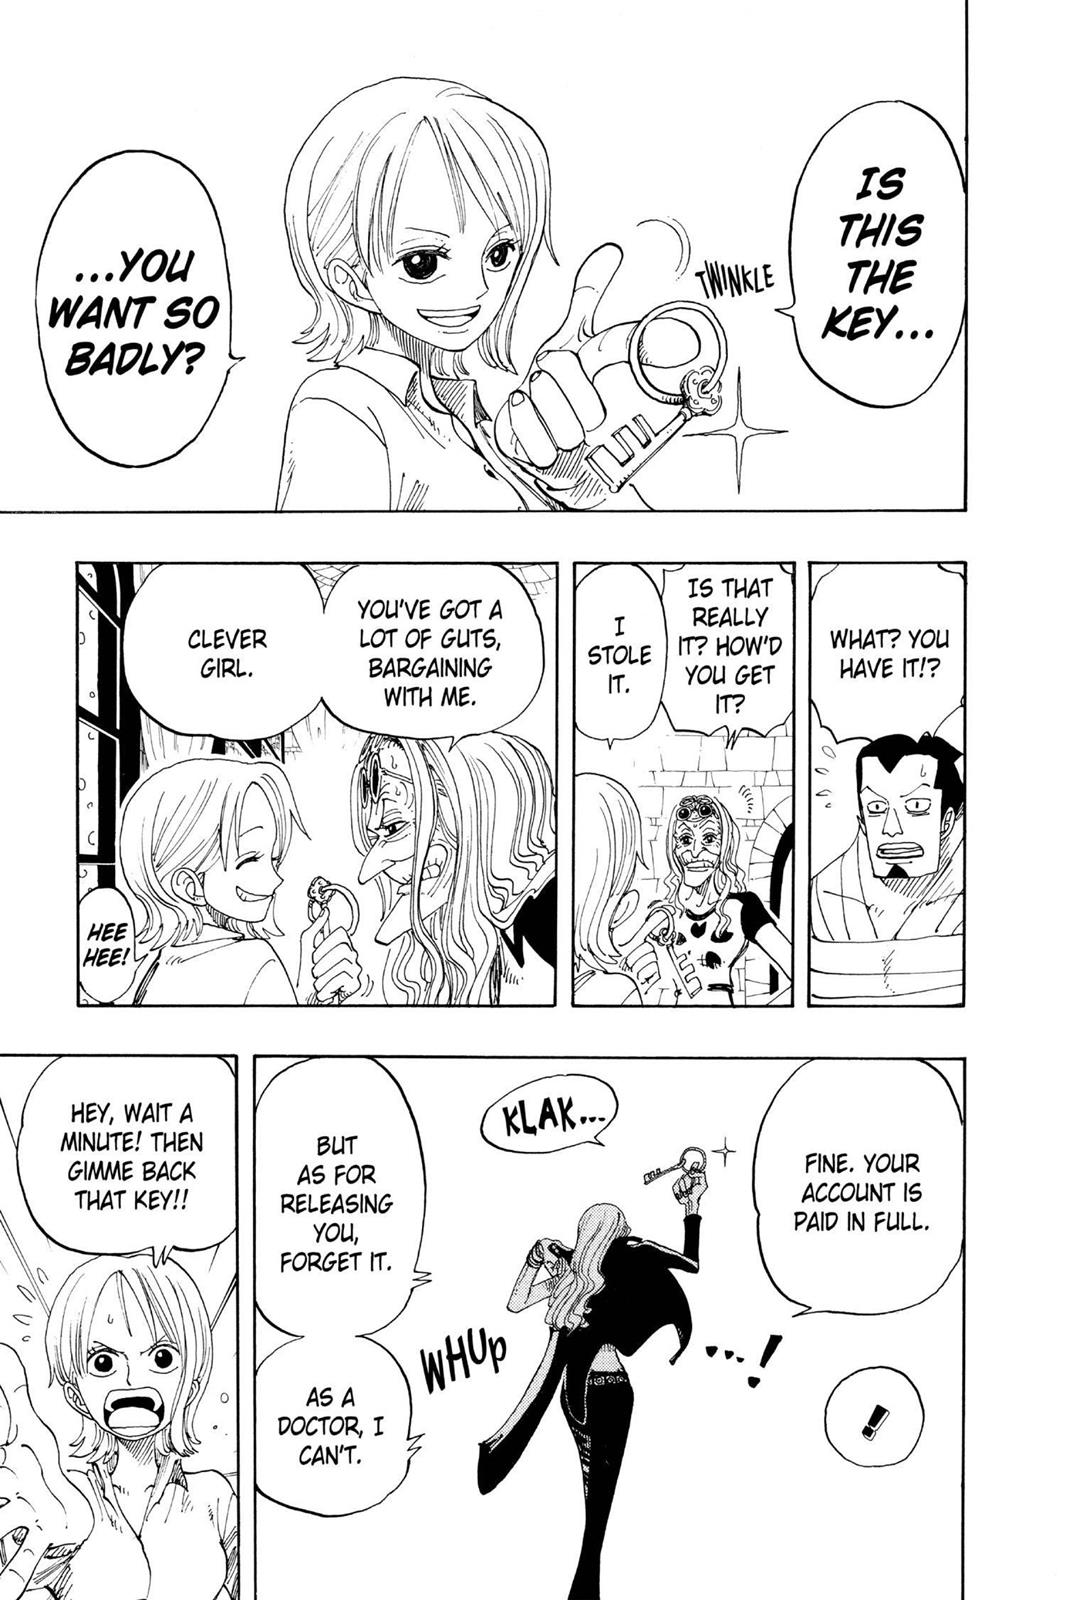 IS
THIS
THE
KEY...
TWINKLE
...YOU
WANT SO
BADLY?
WHAT? YOU
HAVE IT!?
IS THAT
REALLY
IT? HOW'D
YOU GET
IT?
I
STOLE
IT.
YOU'VE GOT A
LOT OF GUTS,
BARGAINING
WITH ME.
CLEVER
GIRL.
HEE
HEE!
FINE. YOUR
ACCOUNT IS
PAID IN FULL.
!
...!
KLAK...
WHUP
BUT
AS FOR
RELEASING
YOU,
FORGET IT.
AS A
DOCTOR, I
CAN'T.
HEY, WAIT A
MINUTE! THEN
GIMME BACK
THAT KEY!!